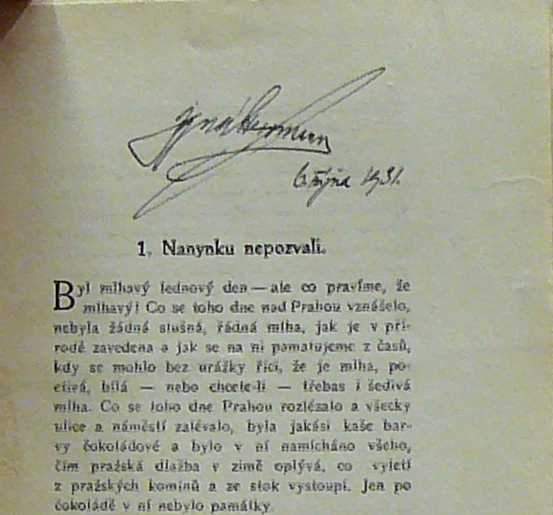 Ignát Herrmann
6. října 1931.
1. Nanynku nepozvali.
Byl mlhavý lednový den — ale co pravíme, že
mlhavý! Co se toho dne nad Prahou vznášelo,
nebyla žádná slušná, řádná mlha, jak je v pří-
rodě zavedena a jak se na ni pamatujeme z časů,
kdy se mohlo bez urážky říci, že je mlha, po-
ctivá, bílá — nebo chcete-li — třebas i šedivá
mlha. Co se toho dne Prahou rozlézalo a všecky
ulice a náměstí zalévalo, byla jakási kaše bar-
vy čokoládové a bylo v ní namícháno všeho,
čím pražská dlažba v zimě oplývá, co vyletí
z pražských komínů a ze stok vystoupí. Jen po
čokoládě v ní nebylo památky.